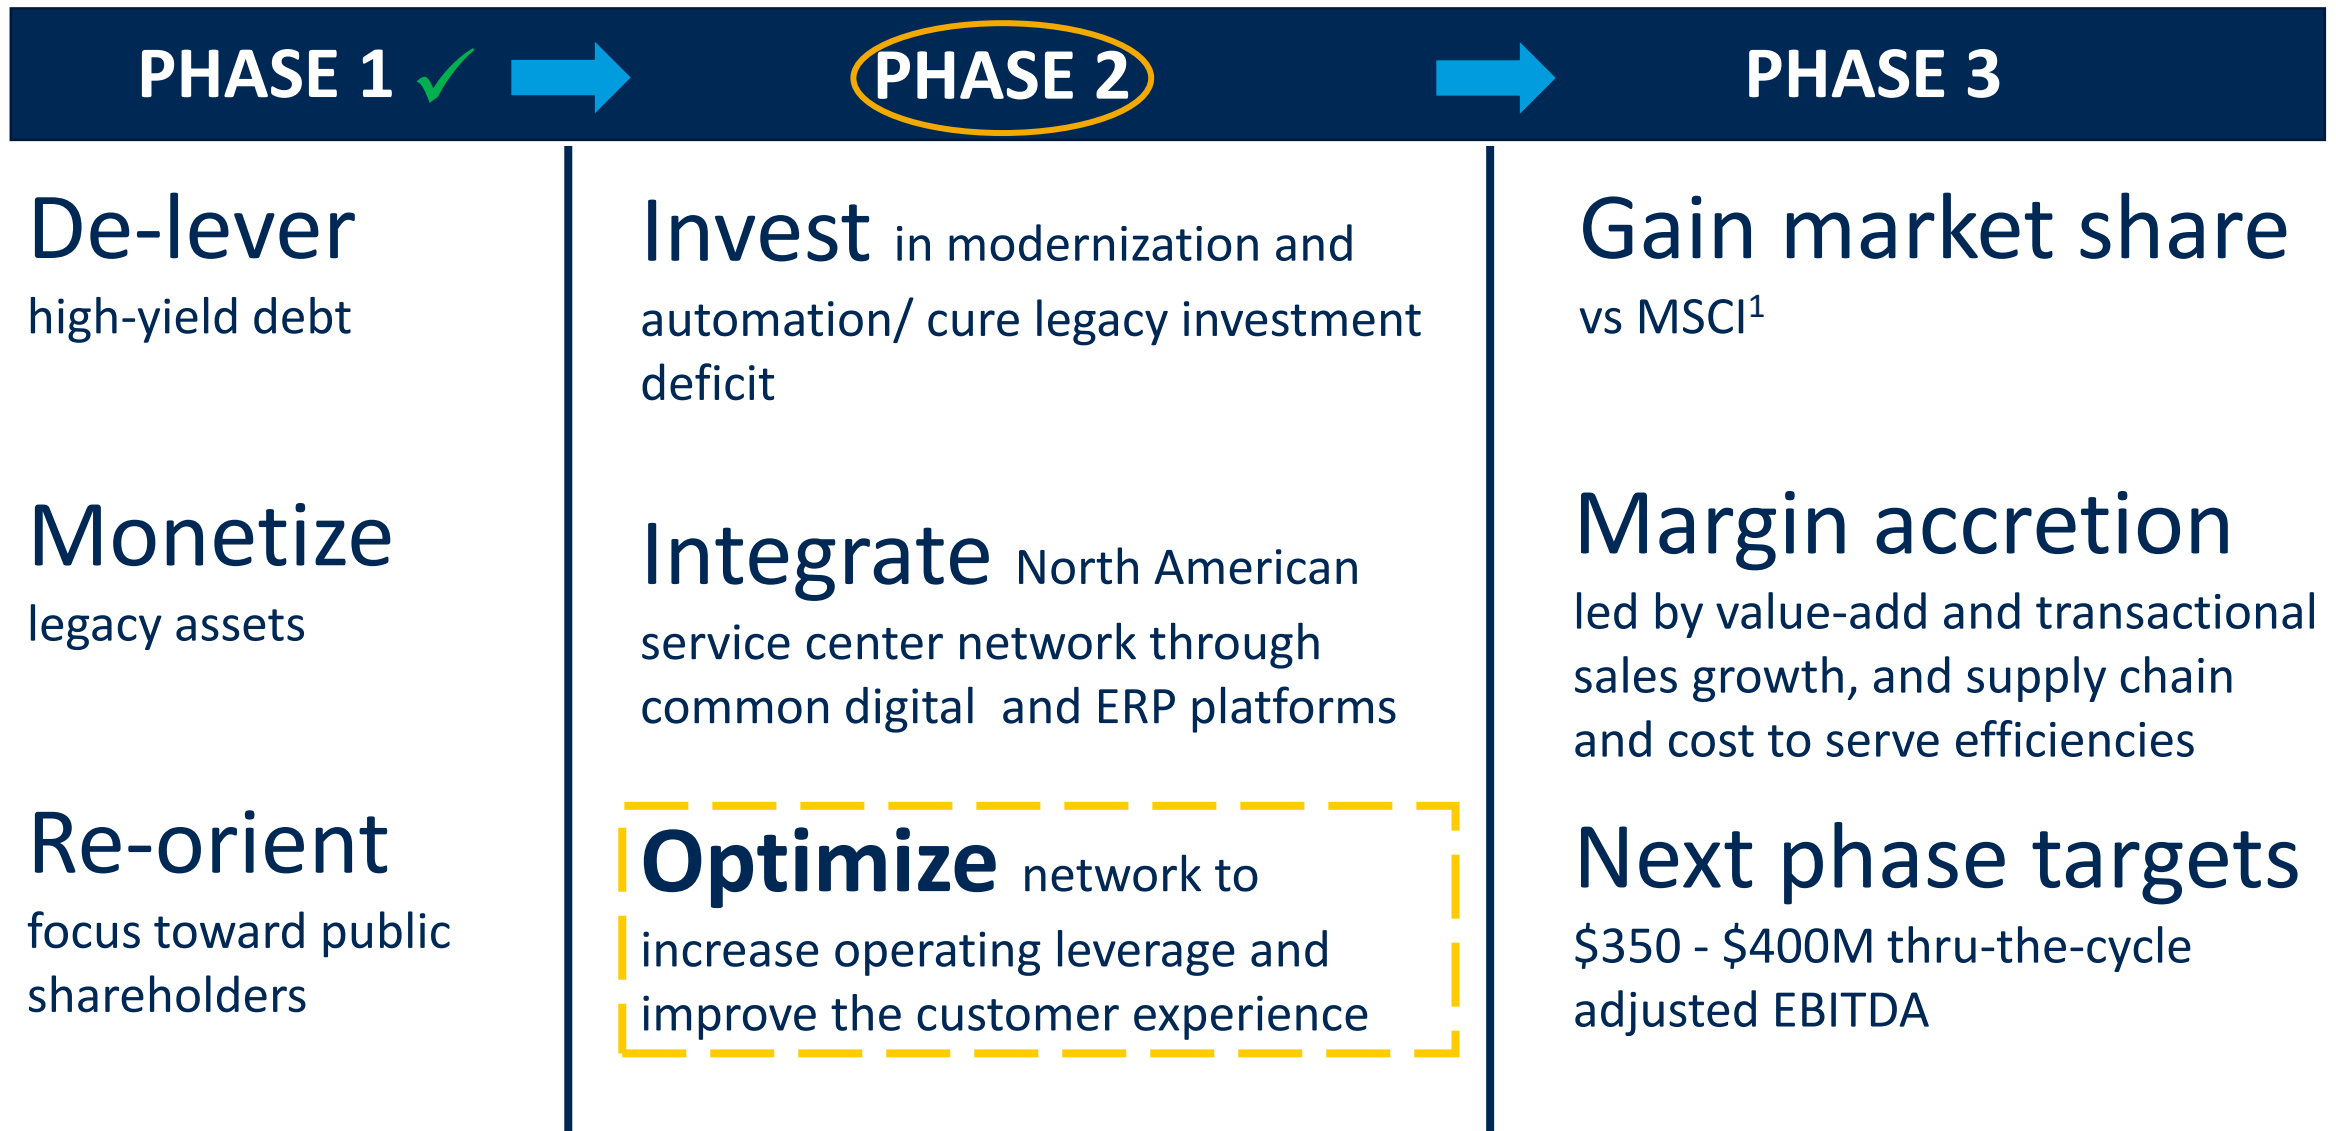 PHASE 1
PHASE 2
PHASE 3
De-lever
high-yield debt
Monetize
legacy assets
Re-orient
focus toward public
shareholders
Invest in modernization and
automation/ cure legacy investment
deficit
Integrate North American
service center network through
common digital and ERP platforms
Optimize network to
increase operating leverage and
improve the customer experience
Gain market share
vs MSCI¹
Margin accretion
led by value-add and transactional
sales growth, and supply chain
and cost to serve efficiencies
Next phase targets
$350 - $400M thru-the-cycle
adjusted EBITDA